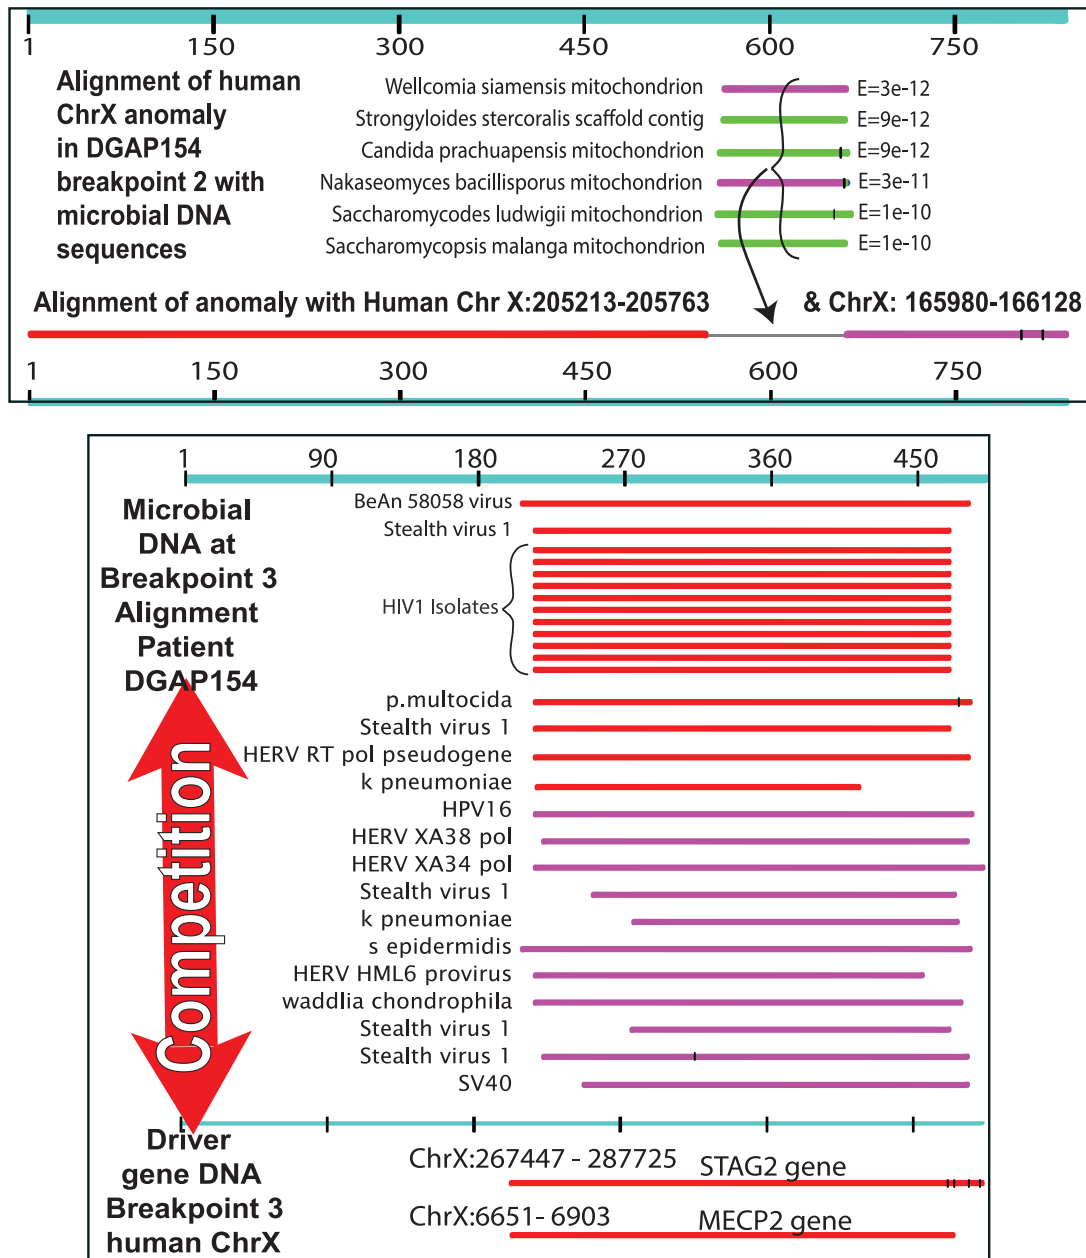 1 150 300 450 600 750
Alignment of human
ChrX anomaly
in DGAP154
breakpoint 2 with
microbial DNA
sequences
Wellcomia siamensis mitochondrion E=3e-12
Strongyloides stercoralis scaffold contig E=9e-12
Candida prachuapensis mitochondrion E=9e-12
Nakaseomyces bacillisporus mitochondrion E=3e-11
Saccharomycodes ludwigii mitochondrion E=1e-10
Saccharomycopsis malanga mitochondrion E=1e-10
Alignment of anomaly with Human Chr X:205213-205763 & ChrX: 165980-166128
1 150 300 450 600 750
1 90 180 270 360 450
Microbial
DNA at
Breakpoint 3
Alignment
Patient
DGAP154
BeAn 58058 virus
Stealth virus 1
HIV1 Isolates
p.multocida
Stealth virus 1
HERV RT pol pseudogene
k pneumoniae
HPV16
HERV XA38 pol
HERV XA34 pol
Stealth virus 1
k pneumoniae
s epidermidis
HERV HML6 provirus
waddlia chondrophila
Stealth virus 1
Stealth virus 1
SV40
Competition
Driver
gene DNA
Breakpoint 3
human ChrX
ChrX:267447 - 287725 STAG2 gene
ChrX:6651- 6903 MECP2 gene